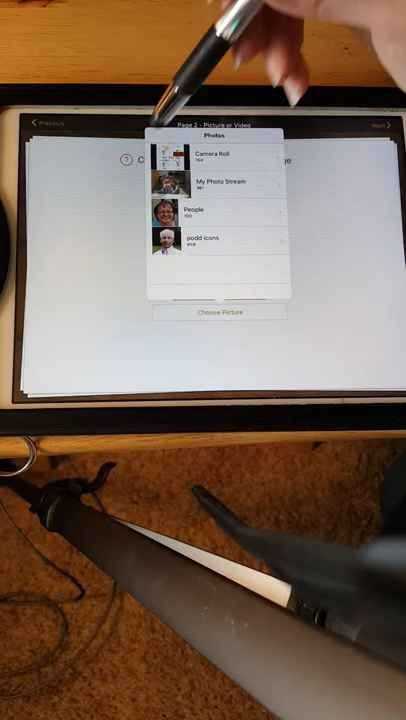 Previous
Page 2 - Picture or Video
Next
Photos
Camera Roll
My Photo Stream
People
podd icons
Choose Picture